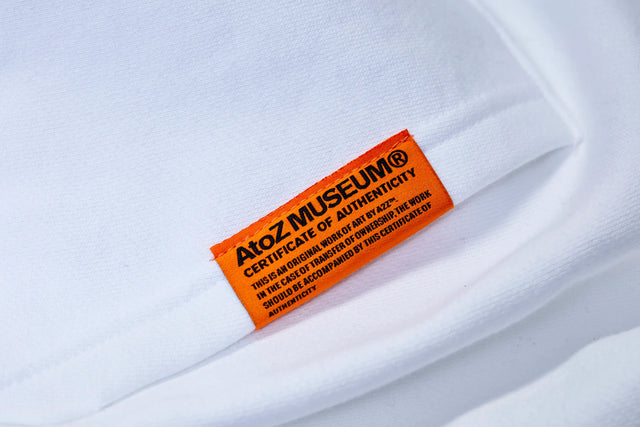 AtoZ MUSEUM®
CERTIFICATE OF AUTHENTICITY
THIS IS AN ORIGINAL WORK OF ART BY A2Z™.
IN THE CASE OF TRANSFER OF OWNERSHIP, THE WORK
SHOULD BE ACCOMPANIED BY THIS CERTIFICATE OF
AUTHENTICITY